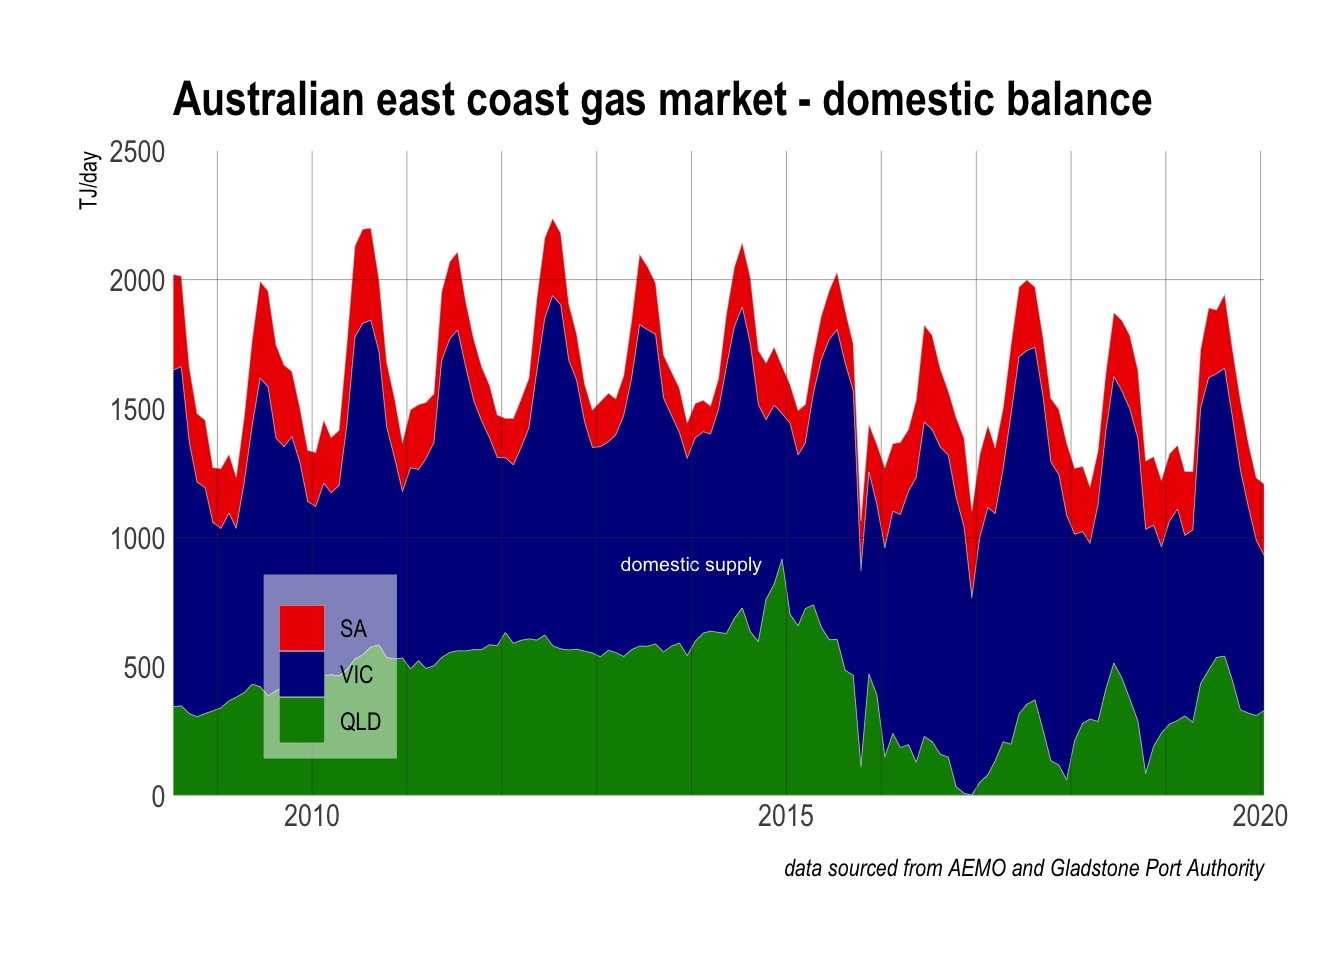 Australian east coast gas market - domestic balance
TJ/day
2500
2000
1500
1000
500
0
domestic supply
SA
VIC
QLD
2010
2015
2020
data sourced from AEMO and Gladstone Port Authority